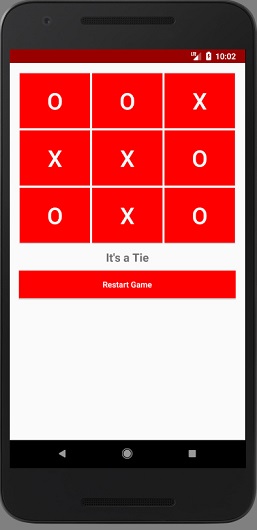 LTE 10:02
O O X
X X O
O X O
It's a Tie
Restart Game